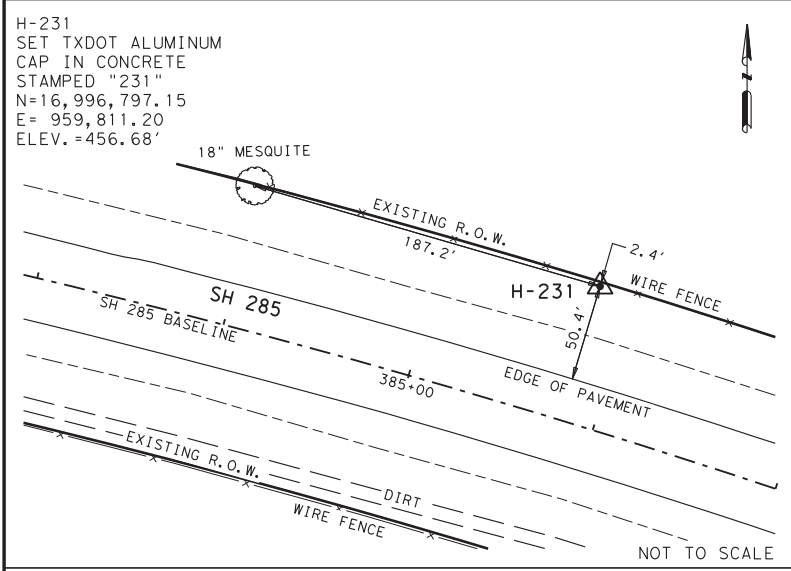 H-231
SET TXDOT ALUMINUM
CAP IN CONCRETE
STAMPED "231"
N=16,996,797.15
E= 959,811.20
ELEV.=456.68'
N
18" MESQUITE
EXISTING R.O.W.
187.2'
2.4'
WIRE FENCE
H-231
SH 285
50.4'
SH 285 BASELINE
385+00
EDGE OF PAVEMENT
EXISTING R.O.W.
DIRT
WIRE FENCE
NOT TO SCALE